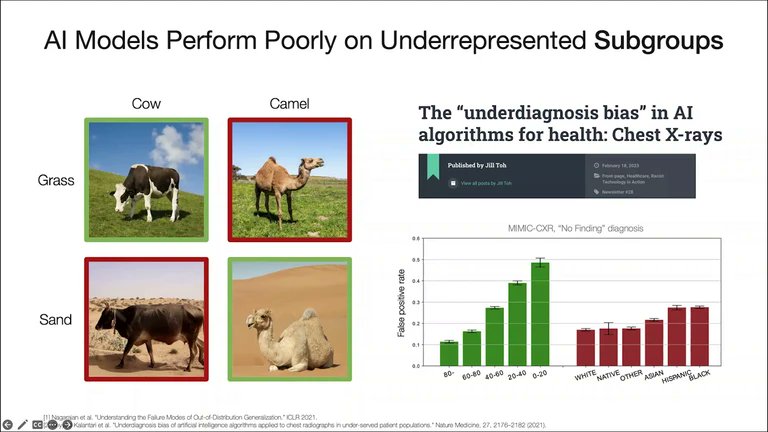 AI Models Perform Poorly on Underrepresented Subgroups
Cow
Camel
Grass
Sand
The “underdiagnosis bias” in AI
algorithms for health: Chest X-rays
Published by Jill Toh
View all posts by Jill Toh
February 18, 2023
Front-page, Healthcare, Racist
Technology in Action
Newsletter #28
MIMIC-CXR, “No Finding” diagnosis
False positive rate
0.6
0.5
0.4
0.3
0.2
0.1
0.0
80-
60-80
40-60
20-40
0-20
WHITE
NATIVE
OTHER
ASIAN
HISPANIC
BLACK
[1] Nagarajan et al. "Understanding the Failure Modes of Out-of-Distribution Generalization." ICLR 2021.
Kalantari et al. "Underdiagnosis bias of artificial intelligence algorithms applied to chest radiographs in under-served patient populations." Nature Medicine, 27, 2176–2182 (2021).